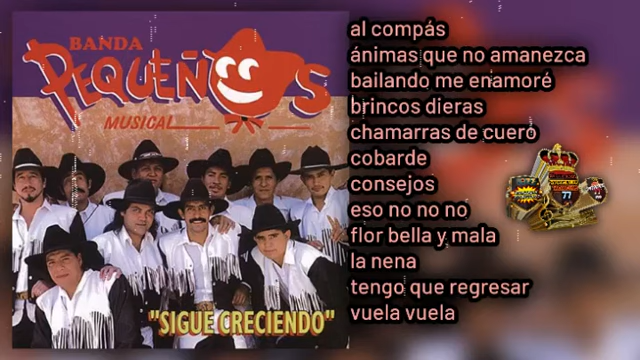 BANDA
PEQUEÑOS
MUSICAL
"SIGUE CRECIENDO"
al compás
ánimas que no amanezca
bailando me enamoré
brincos dieras
chamarras de cuero
cobarde
consejos
eso no no no
flor bella y mala
la nena
tengo que regresar
vuela vuela
77